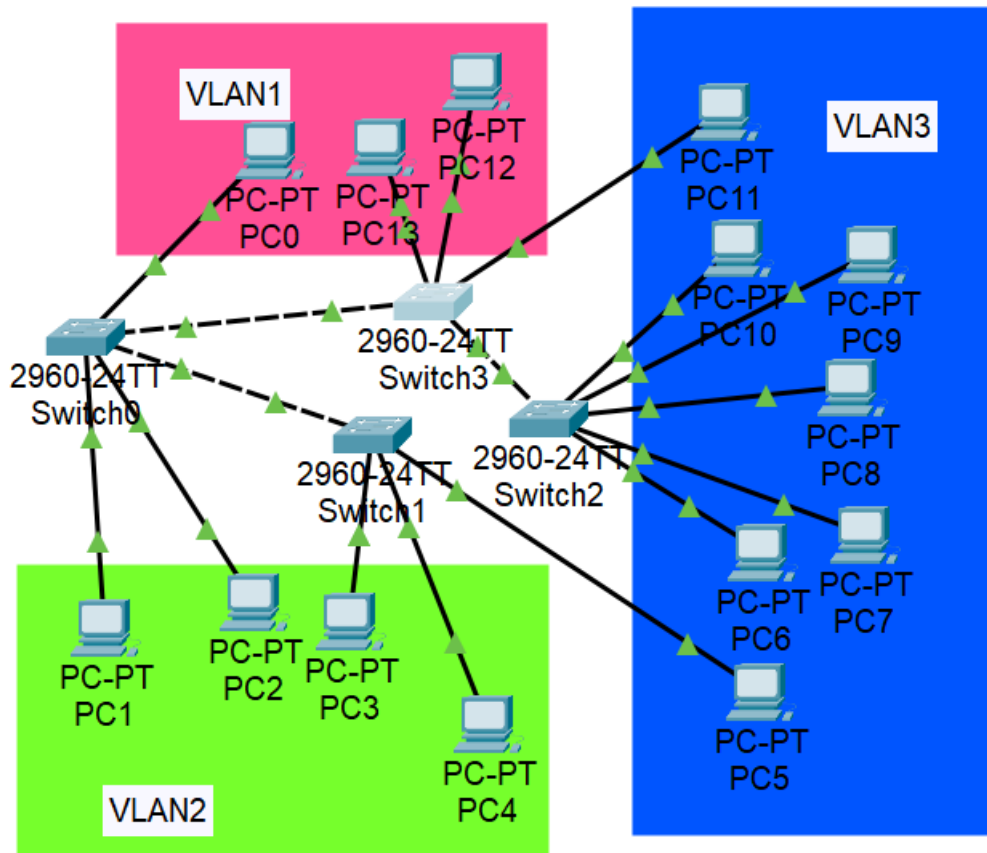 VLAN1
PC-PT
PC12
PC-PT
PC0
PC-PT
PC13
VLAN3
PC-PT
PC11
PC-PT
PC10
PC-PT
PC9
2960-24TT
Switch0
2960-24TT
Switch3
2960-24TT
Switch1
2960-24TT
Switch2
PC-PT
PC8
PC-PT
PC7
PC-PT
PC6
PC-PT
PC5
PC-PT
PC1
PC-PT
PC2
PC-PT
PC3
PC-PT
PC4
VLAN2